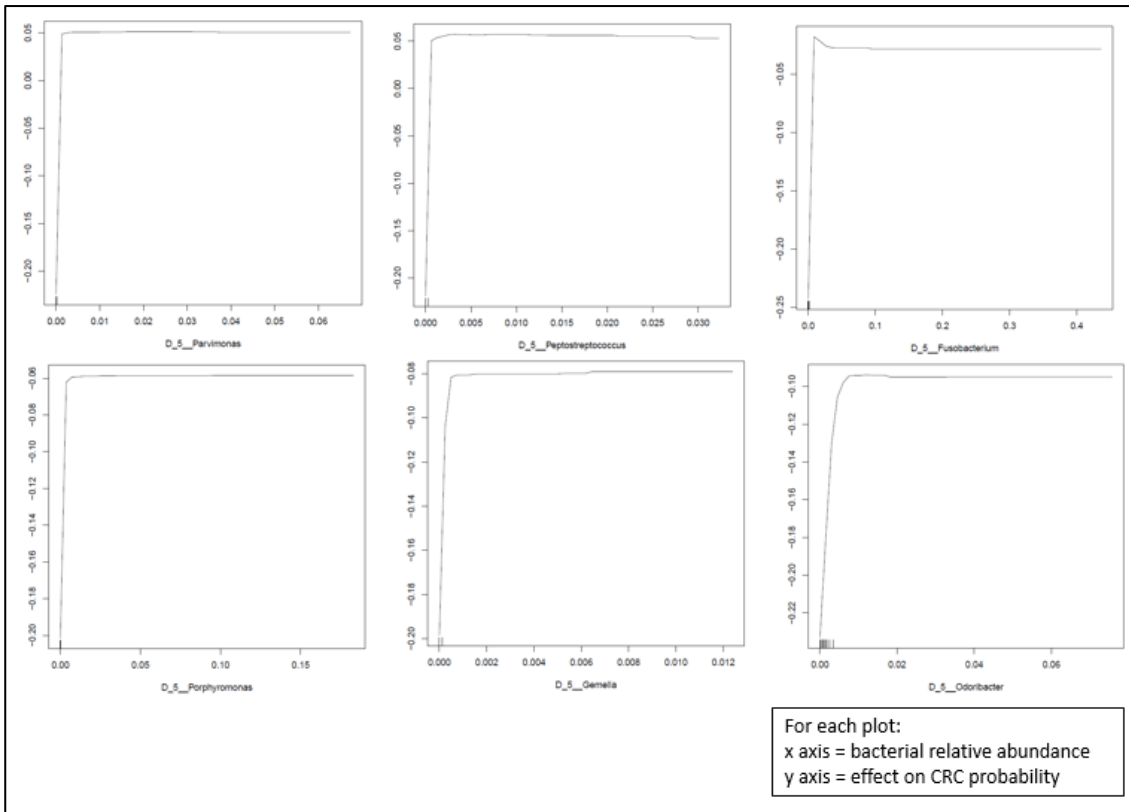 0.05
0.00
−0.05
−0.10
−0.15
−0.20
0.00 0.01 0.02 0.03 0.04 0.05 0.06
D_5__Parvimonas
0.05
0.00
−0.05
−0.10
−0.15
−0.20
0.000 0.005 0.010 0.015 0.020 0.025 0.030
D_5__Peptostreptococcus
−0.05
−0.10
−0.15
−0.20
−0.25
0.0 0.1 0.2 0.3 0.4
D_5__Fusobacterium
−0.06
−0.08
−0.10
−0.12
−0.14
−0.16
−0.18
−0.20
0.00 0.05 0.10 0.15
D_5__Porphyromonas
−0.08
−0.10
−0.12
−0.14
−0.16
−0.18
−0.20
0.000 0.002 0.004 0.006 0.008 0.010 0.012
D_5__Gemella
−0.10
−0.12
−0.14
−0.16
−0.18
−0.20
−0.22
0.00 0.02 0.04 0.06
D_5__Odoribacter
For each plot:
x axis = bacterial relative abundance
y axis = effect on CRC probability